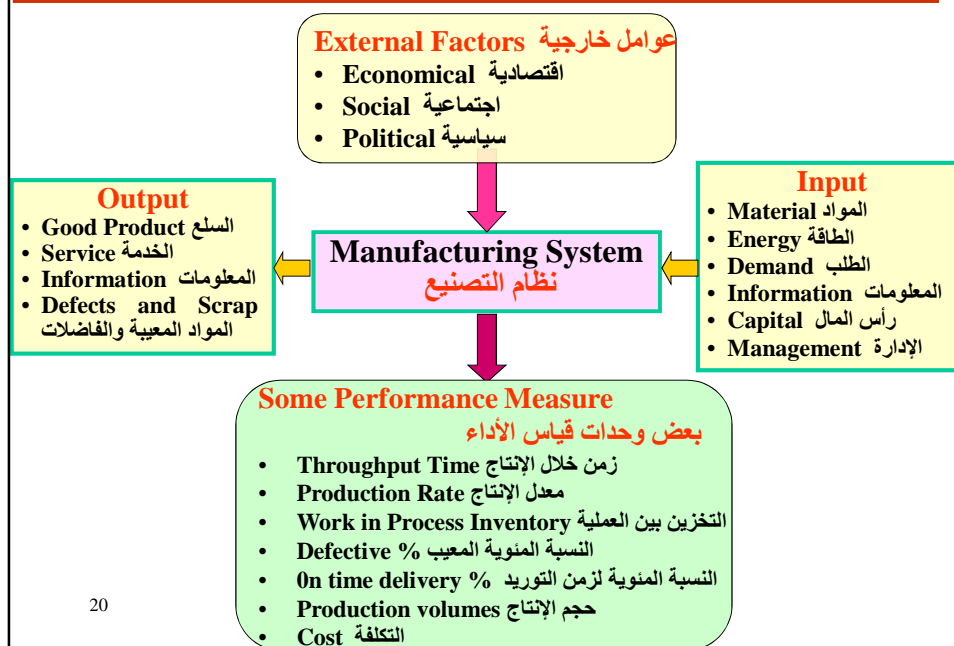 External Factors عوامل خارجية
• Economical اقتصادية
• Social اجتماعية
• Political سياسية
Output
• Good Product السلع
• Service الخدمة
• Information المعلومات
• Defects and Scrap
المواد المعيبة والفاضلات
Manufacturing System
نظام التصنيع
Input
• Material المواد
• Energy الطاقة
• Demand الطلب
• Information المعلومات
• Capital رأس المال
• Management الإدارة
Some Performance Measure
بعض وحدات قياس الأداء
• Throughput Time زمن خلال الإنتاج
• Production Rate معدل الإنتاج
• Work in Process Inventory التخزين بين العملية
• Defective % النسبة المئوية المعيب
• 0n time delivery % النسبة المئوية لزمن التوريد
• Production volumes حجم الإنتاج
• Cost التكلفة
20